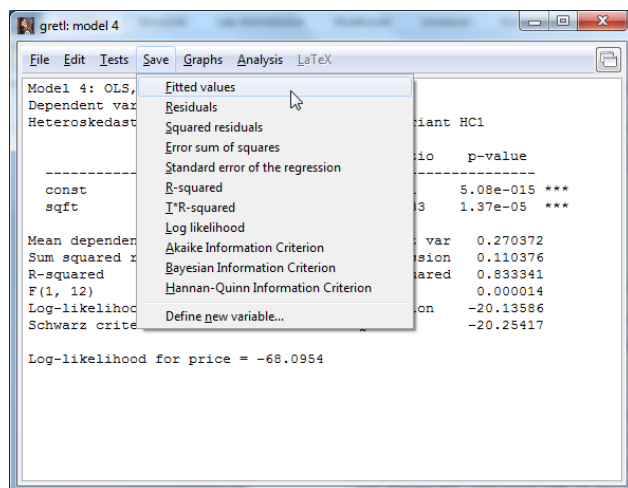 gretl: model 4
File Edit Tests Save Graphs Analysis LaTeX
Model 4: OLS,
Fitted values
Dependent var
Residuals
Heteroskedast riant HC1
Squared residuals
Error sum of squares
io p-value
Standard error of the regression
const 5.08e-015 ***
R-squared
sqft 33 1.37e-05 ***
T*R-squared
Log likelihood
Mean dependen t var 0.270372
Akaike Information Criterion
Sum squared r ssion 0.110376
Bayesian Information Criterion
R-squared uared 0.833341
Hannan-Quinn Information Criterion
F(1, 12) 0.000014
Log-likelihoo on -20.13586
Define new variable...
Schwarz crite -20.25417
Log-likelihood for price = -68.0954